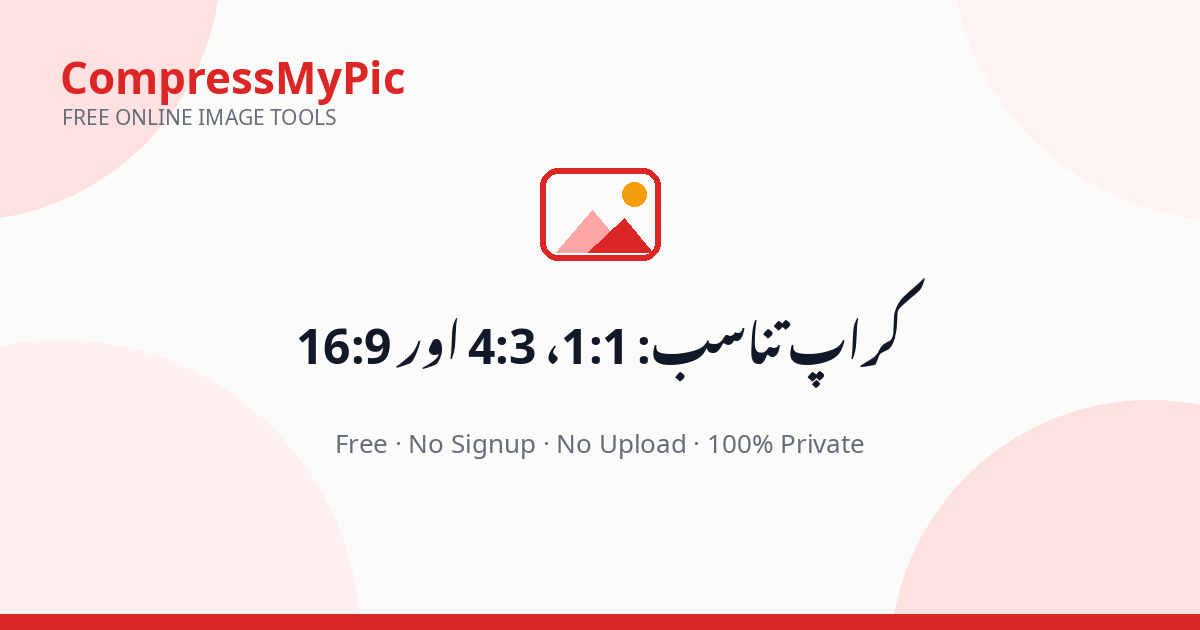 CompressMyPic
FREE ONLINE IMAGE TOOLS
کراپ تناسب: 1:1، 4:3 اور 16:9
Free · No Signup · No Upload · 100% Private